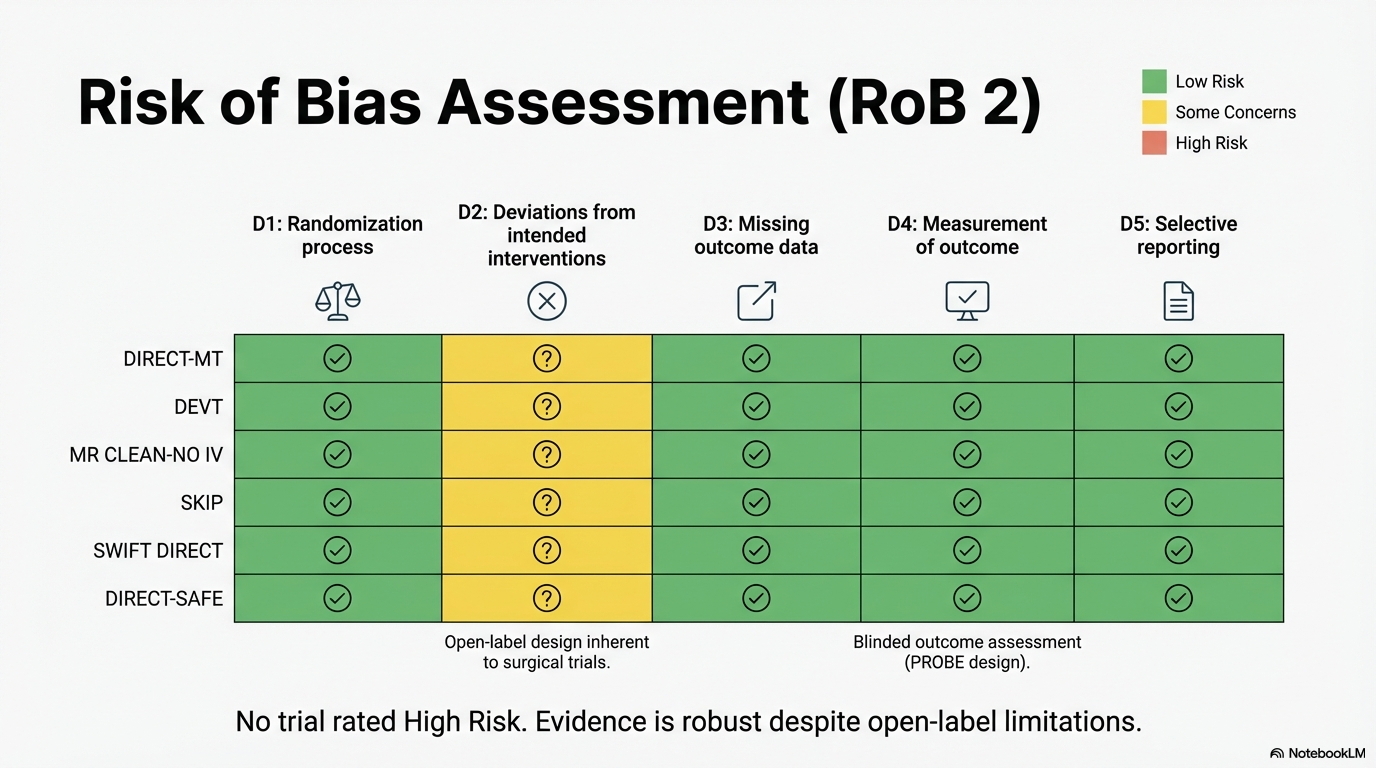 Risk of Bias Assessment (RoB 2)
Low Risk
Some Concerns
High Risk
D1: Randomization
process
D2: Deviations from
intended
interventions
D3: Missing
outcome data
D4: Measurement
of outcome
D5: Selective
reporting
DIRECT-MT
DEVT
MR CLEAN-NO IV
SKIP
SWIFT DIRECT
DIRECT-SAFE
Open-label design inherent
to surgical trials.
Blinded outcome assessment
(PROBE design).
No trial rated High Risk. Evidence is robust despite open-label limitations.
NotebookLM